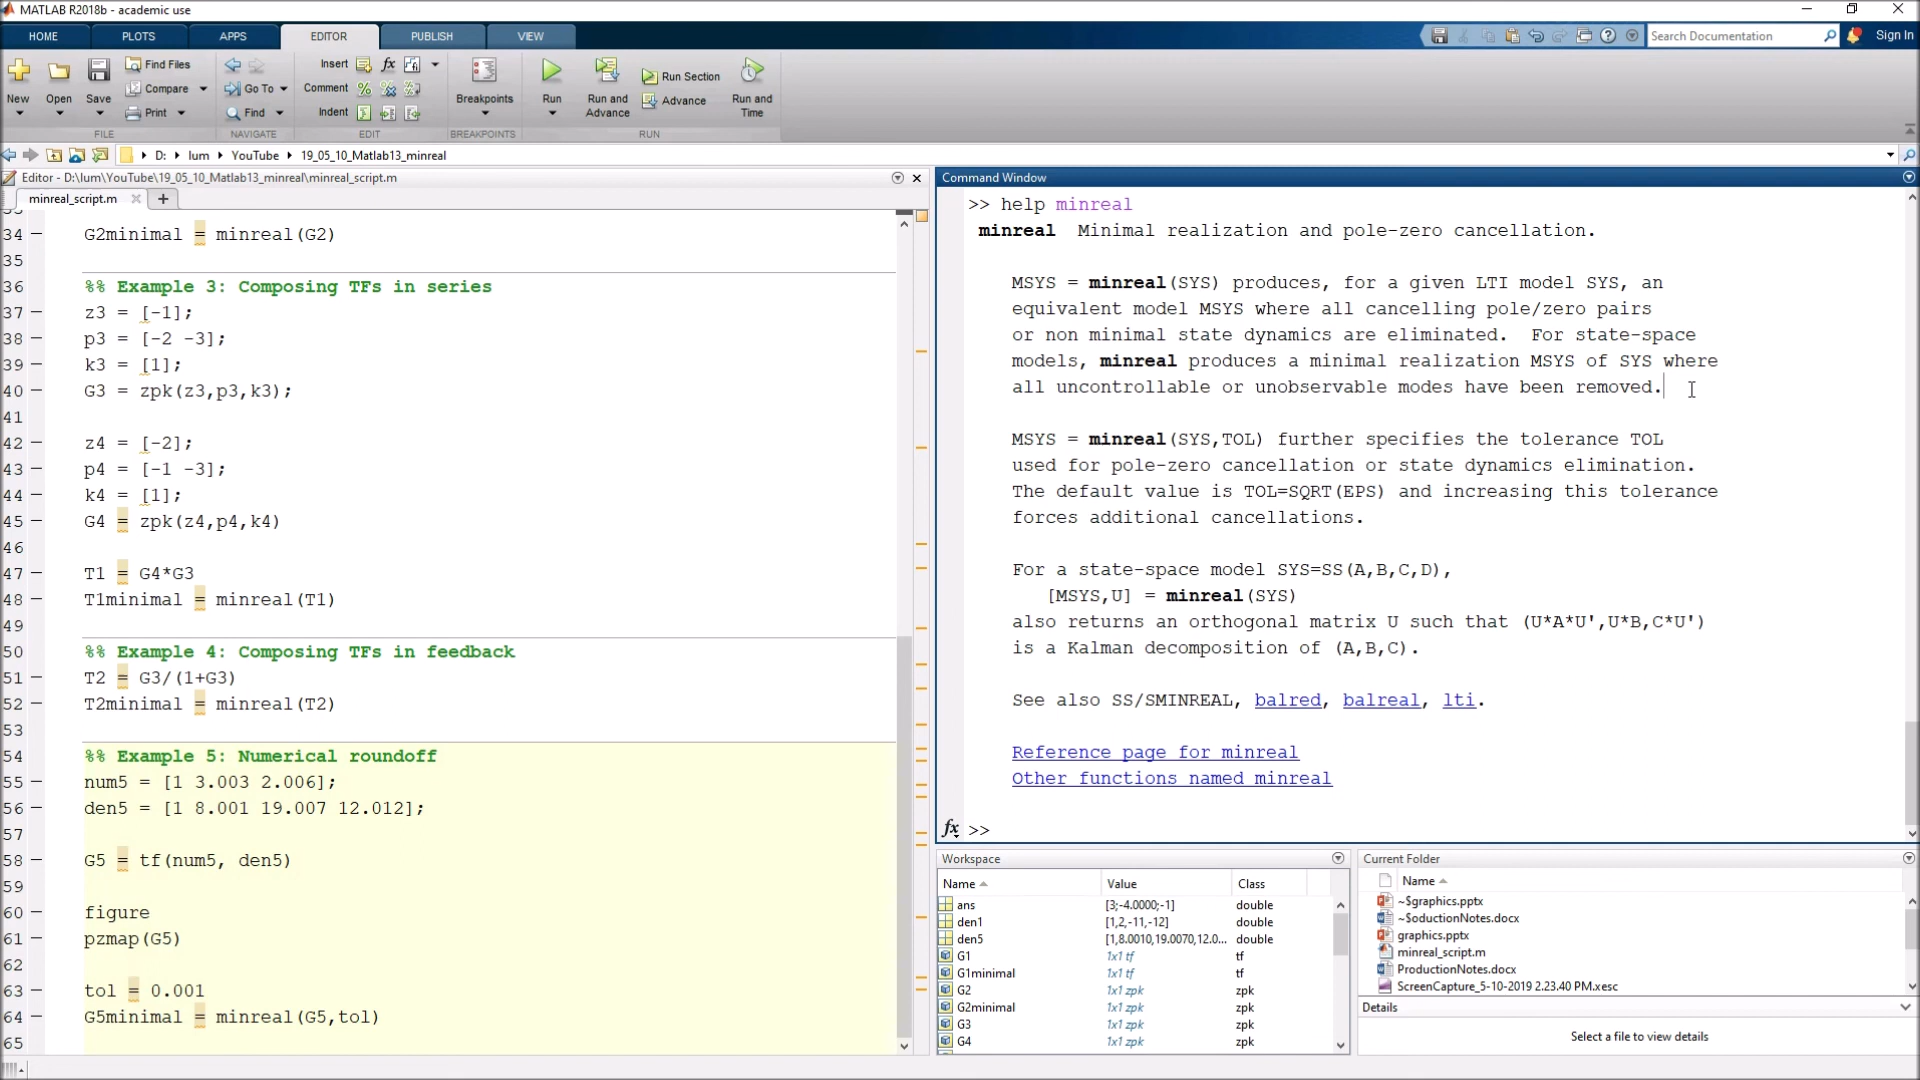 MATLAB R2018b - academic use
HOME PLOTS APPS EDITOR PUBLISH VIEW
Search Documentation
Sign In
New
Open
Save
Find Files
Compare
Print
FILE
Go To
Find
NAVIGATE
Insert
Comment
Indent
EDIT
Breakpoints
BREAKPOINTS
Run
Run and Advance
Run Section
Advance
Run and Time
RUN
D: lum YouTube 19_05_10_Matlab13_minreal
Editor - D:\lum\YouTube\19_05_10_Matlab13_minreal\minreal_script.m
minreal_script.m
34 G2minimal = minreal(G2)
35
36 %% Example 3: Composing TFs in series
37 z3 = [-1];
38 p3 = [-2 -3];
39 k3 = [1];
40 G3 = zpk(z3,p3,k3);
41
42 z4 = [-2];
43 p4 = [-1 -3];
44 k4 = [1];
45 G4 = zpk(z4,p4,k4)
46
47 T1 = G4*G3
48 T1minimal = minreal(T1)
49
50 %% Example 4: Composing TFs in feedback
51 T2 = G3/(1+G3)
52 T2minimal = minreal(T2)
53
54 %% Example 5: Numerical roundoff
55 num5 = [1 3.003 2.006];
56 den5 = [1 8.001 19.007 12.012];
57
58 G5 = tf(num5, den5)
59
60 figure
61 pzmap(G5)
62
63 tol = 0.001
64 G5minimal = minreal(G5,tol)
65
Command Window
>> help minreal
minreal Minimal realization and pole-zero cancellation.
MSYS = minreal(SYS) produces, for a given LTI model SYS, an
equivalent model MSYS where all cancelling pole/zero pairs
or non minimal state dynamics are eliminated. For state-space
models, minreal produces a minimal realization MSYS of SYS where
all uncontrollable or unobservable modes have been removed.
MSYS = minreal(SYS,TOL) further specifies the tolerance TOL
used for pole-zero cancellation or state dynamics elimination.
The default value is TOL=SQRT(EPS) and increasing this tolerance
forces additional cancellations.
For a state-space model SYS=SS(A,B,C,D),
[MSYS,U] = minreal(SYS)
also returns an orthogonal matrix U such that (U*A*U',U*B,C*U')
is a Kalman decomposition of (A,B,C).
See also SS/SMINREAL, balred, balreal, lti.
Reference page for minreal
Other functions named minreal
fx >>
Workspace
Name Value Class
ans [3;-4.0000;-1] double
den1 [1,2,-11,-12] double
den5 [1,8.0010,19.0070,12.0... double
G1 1x1 tf tf
G1minimal 1x1 tf tf
G2 1x1 zpk zpk
G2minimal 1x1 zpk zpk
G3 1x1 zpk zpk
G4 1x1 zpk zpk
Current Folder
Name
~$graphics.pptx
~$oductionNotes.docx
graphics.pptx
minreal_script.m
ProductionNotes.docx
ScreenCapture_5-10-2019 2.23.40 PM.xesc
Details
Select a file to view details